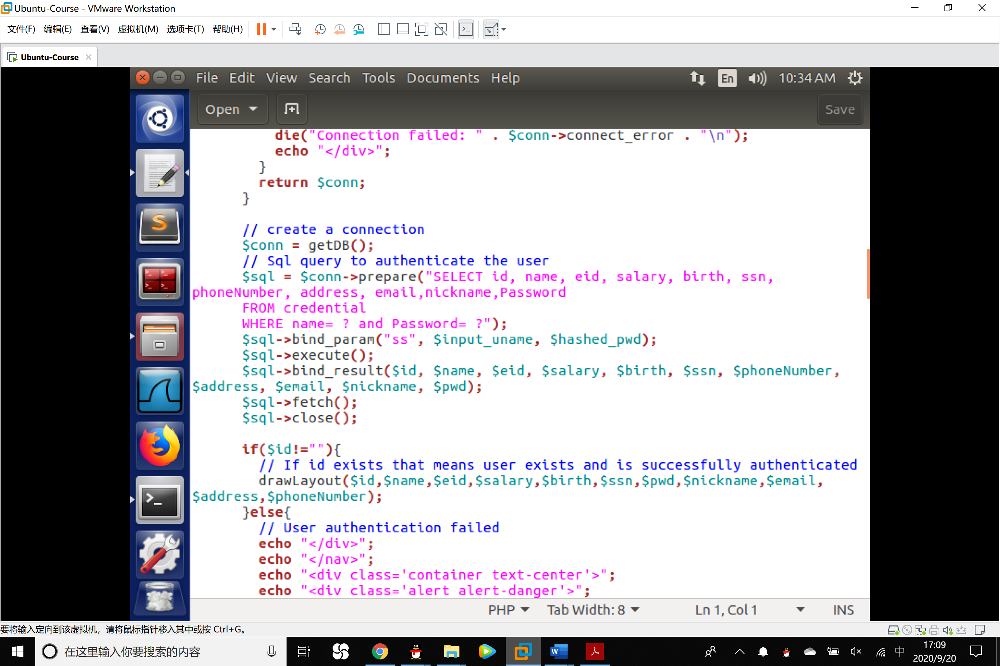 Ubuntu-Course - VMware Workstation
文件(F) 编辑(E) 查看(V) 虚拟机(M) 选项卡(T) 帮助(H)
Ubuntu-Course
File Edit View Search Tools Documents Help En 10:34 AM
Open Save
die("Connection failed: " . $conn->connect_error . "\n");
echo "</div>";
}
return $conn;
}
// create a connection
$conn = getDB();
// Sql query to authenticate the user
$sql = $conn->prepare("SELECT id, name, eid, salary, birth, ssn,
phoneNumber, address, email,nickname,Password
FROM credential
WHERE name= ? and Password= ?");
$sql->bind_param("ss", $input_uname, $hashed_pwd);
$sql->execute();
$sql->bind_result($id, $name, $eid, $salary, $birth, $ssn, $phoneNumber,
$address, $email, $nickname, $pwd);
$sql->fetch();
$sql->close();
if($id!=""){
// If id exists that means user exists and is successfully authenticated
drawLayout($id,$name,$eid,$salary,$birth,$ssn,$pwd,$nickname,$email,
$address,$phoneNumber);
}else{
// User authentication failed
echo "</div>";
echo "</nav>";
echo "<div class='container text-center'>";
echo "<div class='alert alert-danger'>";
PHP Tab Width: 8 Ln 1, Col 1 INS
要将输入定向到该虚拟机，请将鼠标指针移入其中或按 Ctrl+G。
在这里输入你要搜索的内容
中
17:09
2020/9/20